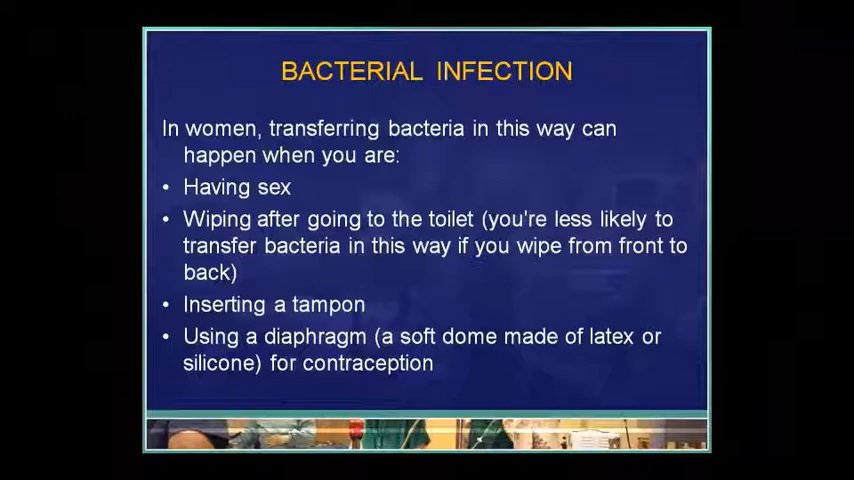 BACTERIAL INFECTION
In women, transferring bacteria in this way can
happen when you are:
• Having sex
• Wiping after going to the toilet (you're less likely to
transfer bacteria in this way if you wipe from front to
back)
• Inserting a tampon
• Using a diaphragm (a soft dome made of latex or
silicone) for contraception